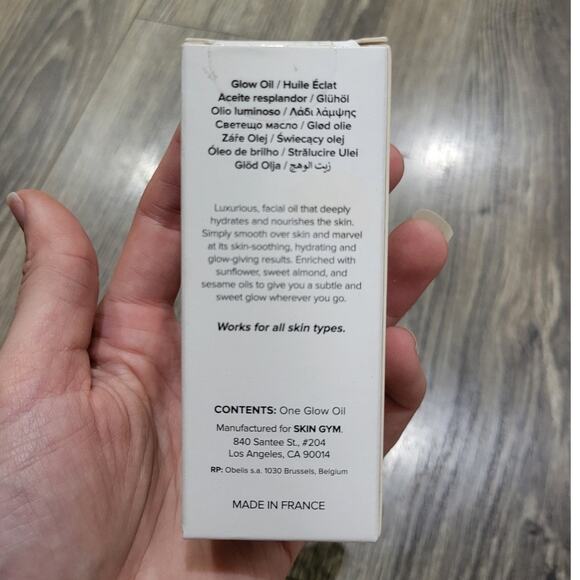 Glow Oil / Huile Éclat
Aceite resplandor / Glühöl
Olio luminoso / Λάδι λάμψης
Светещо масло / Glød olie
Záře Olej / Świecący olej
Óleo de brilho / Strălucire Ulei
Glöd Olja / زيت الوهج
Luxurious, facial oil that deeply
hydrates and nourishes the skin.
Simply smooth over skin and marvel
at its skin-soothing, hydrating and
glow-giving results. Enriched with
sunflower, sweet almond, and
sesame oils to give you a subtle and
sweet glow wherever you go.
Works for all skin types.
CONTENTS: One Glow Oil
Manufactured for SKIN GYM.
840 Santee St., #204
Los Angeles, CA 90014
RP: Obelis s.a. 1030 Brussels, Belgium
MADE IN FRANCE